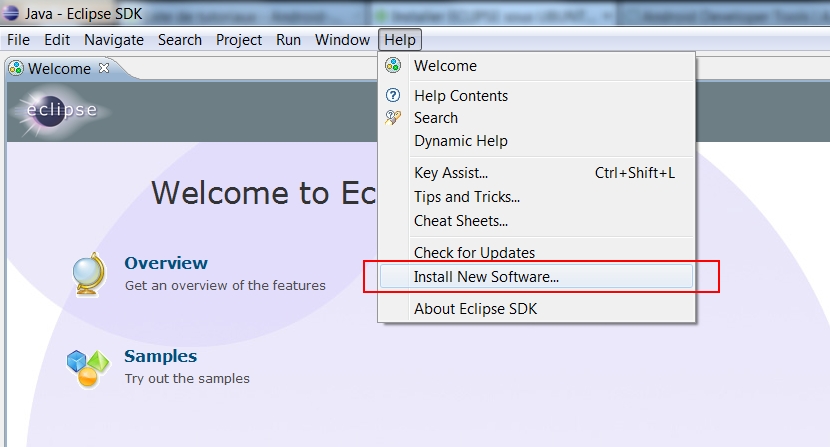 Java - Eclipse SDK
File Edit Navigate Search Project Run Window Help
Welcome
eclipse
Welcome to Ec
Overview
Get an overview of the features
Samples
Try out the samples
Welcome
Help Contents
Search
Dynamic Help
Key Assist... Ctrl+Shift+L
Tips and Tricks...
Cheat Sheets...
Check for Updates
Install New Software...
About Eclipse SDK